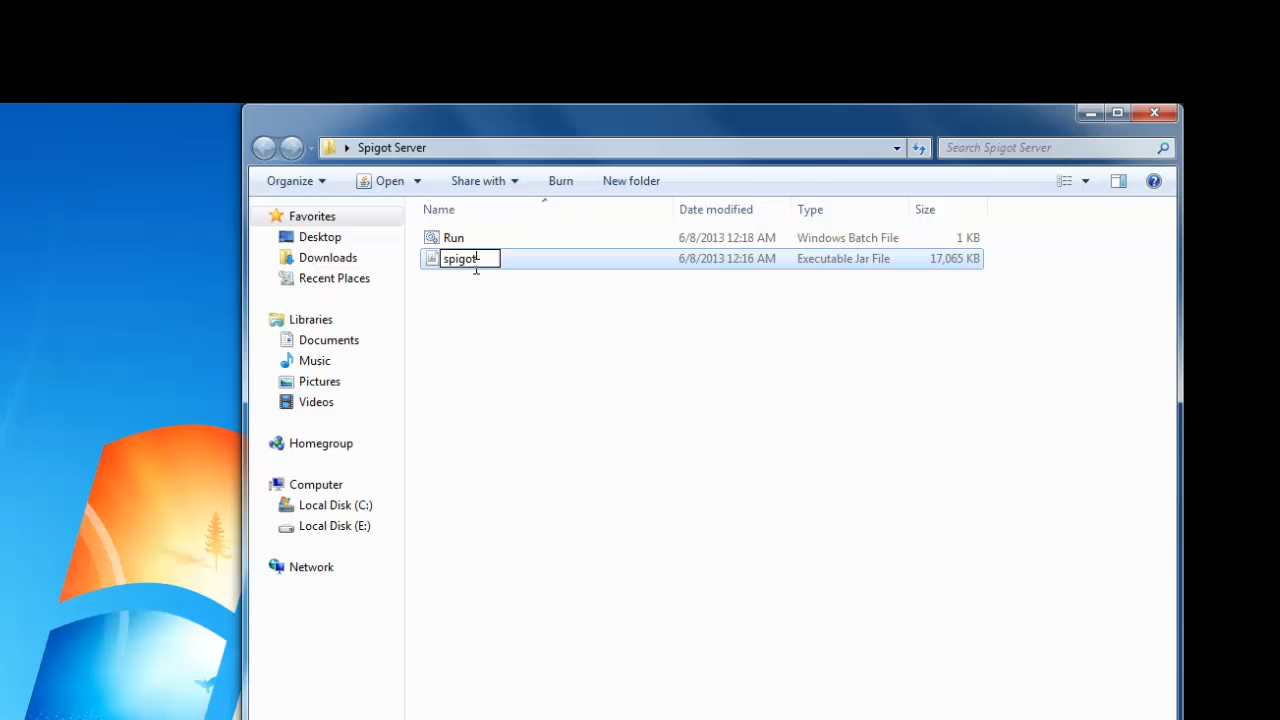 Spigot Server
Search Spigot Server
Organize
Open
Share with
Burn
New folder
Name
Date modified
Type
Size
Run
6/8/2013 12:18 AM
Windows Batch File
1 KB
spigot
6/8/2013 12:16 AM
Executable Jar File
17,065 KB
Favorites
Desktop
Downloads
Recent Places
Libraries
Documents
Music
Pictures
Videos
Homegroup
Computer
Local Disk (C:)
Local Disk (E:)
Network